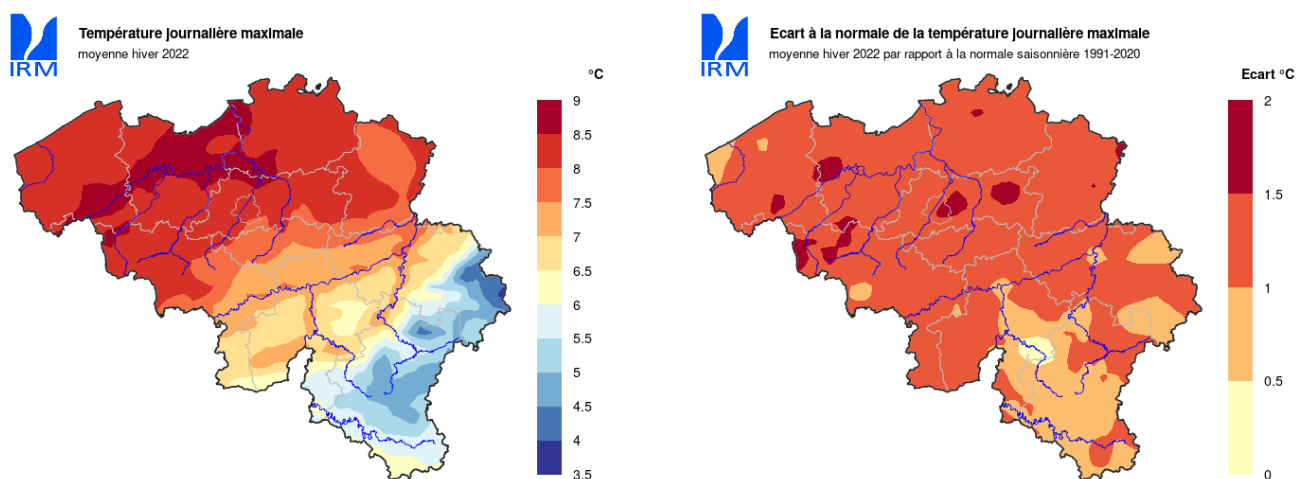 IRM
Température journalière maximale
moyenne hiver 2022
°C
9
8.5
8
7.5
7
6.5
6
5.5
5
4.5
4
3.5
IRM
Ecart à la normale de la température journalière maximale
moyenne hiver 2022 par rapport à la normale saisonnière 1991-2020
Ecart °C
2
1.5
1
0.5
0